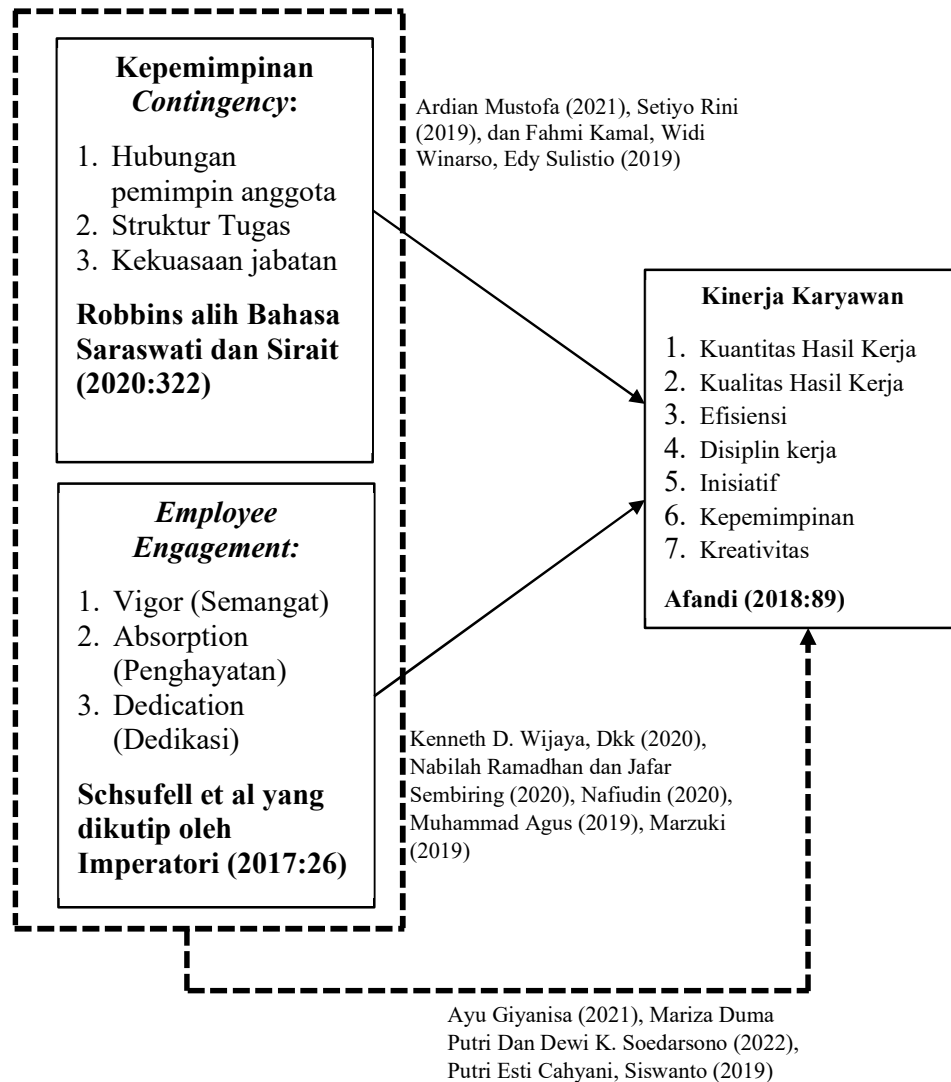 Kepemimpinan
Contingency:
1. Hubungan
pemimpin anggota
2. Struktur Tugas
3. Kekuasaan jabatan
Robbins alih Bahasa
Saraswati dan Sirait
(2020:322)
Ardian Mustofa (2021), Setiyo Rini
(2019), dan Fahmi Kamal, Widi
Winarso, Edy Sulistio (2019)
Kinerja Karyawan
1. Kuantitas Hasil Kerja
2. Kualitas Hasil Kerja
3. Efisiensi
4. Disiplin kerja
5. Inisiatif
6. Kepemimpinan
7. Kreativitas
Afandi (2018:89)
Employee
Engagement:
1. Vigor (Semangat)
2. Absorption
(Penghayatan)
3. Dedication
(Dedikasi)
Schsufell et al yang
dikutip oleh
Imperatori (2017:26)
Kenneth D. Wijaya, Dkk (2020),
Nabilah Ramadhan dan Jafar
Sembiring (2020), Nafiudin (2020),
Muhammad Agus (2019), Marzuki
(2019)
Ayu Giyanisa (2021), Mariza Duma
Putri Dan Dewi K. Soedarsono (2022),
Putri Esti Cahyani, Siswanto (2019)